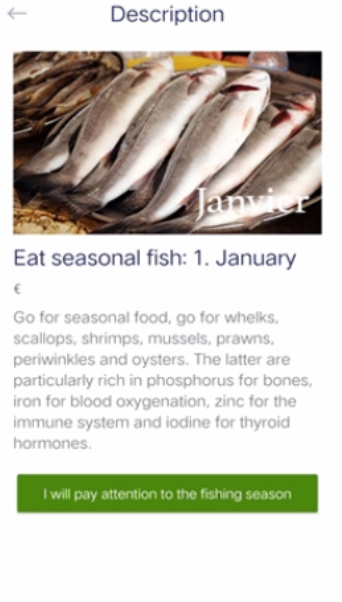 Description
Janvier
Eat seasonal fish: 1. January
€
Go for seasonal food, go for whelks,
scallops, shrimps, mussels, prawns,
periwinkles and oysters. The latter are
particularly rich in phosphorus for bones,
iron for blood oxygenation, zinc for the
immune system and iodine for thyroid
hormones.
I will pay attention to the fishing season